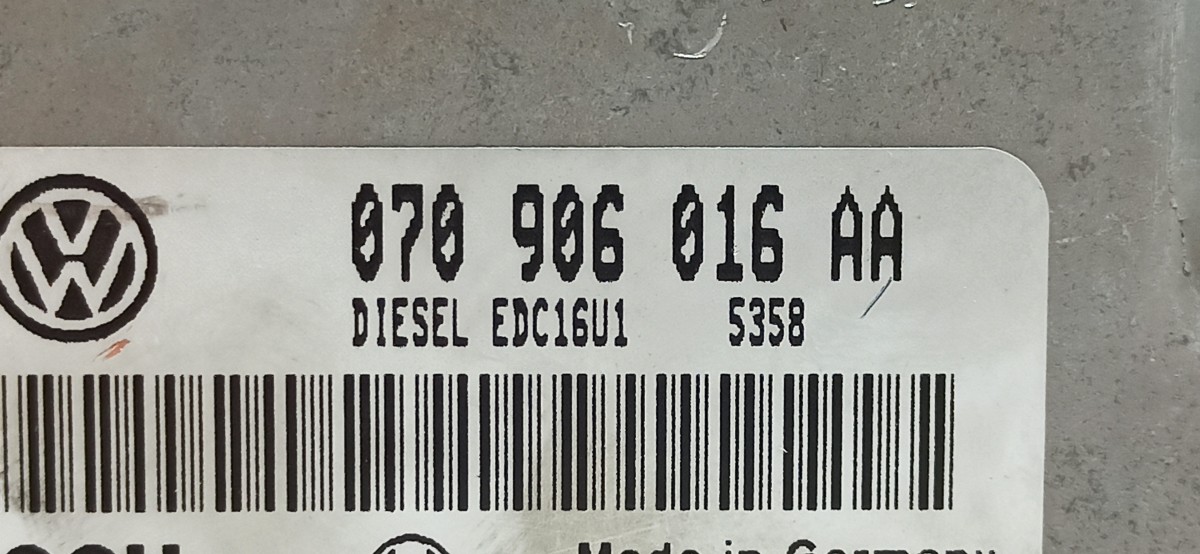 070 906 016 AA
DIESEL EDC16U1 5358
Made in Germany